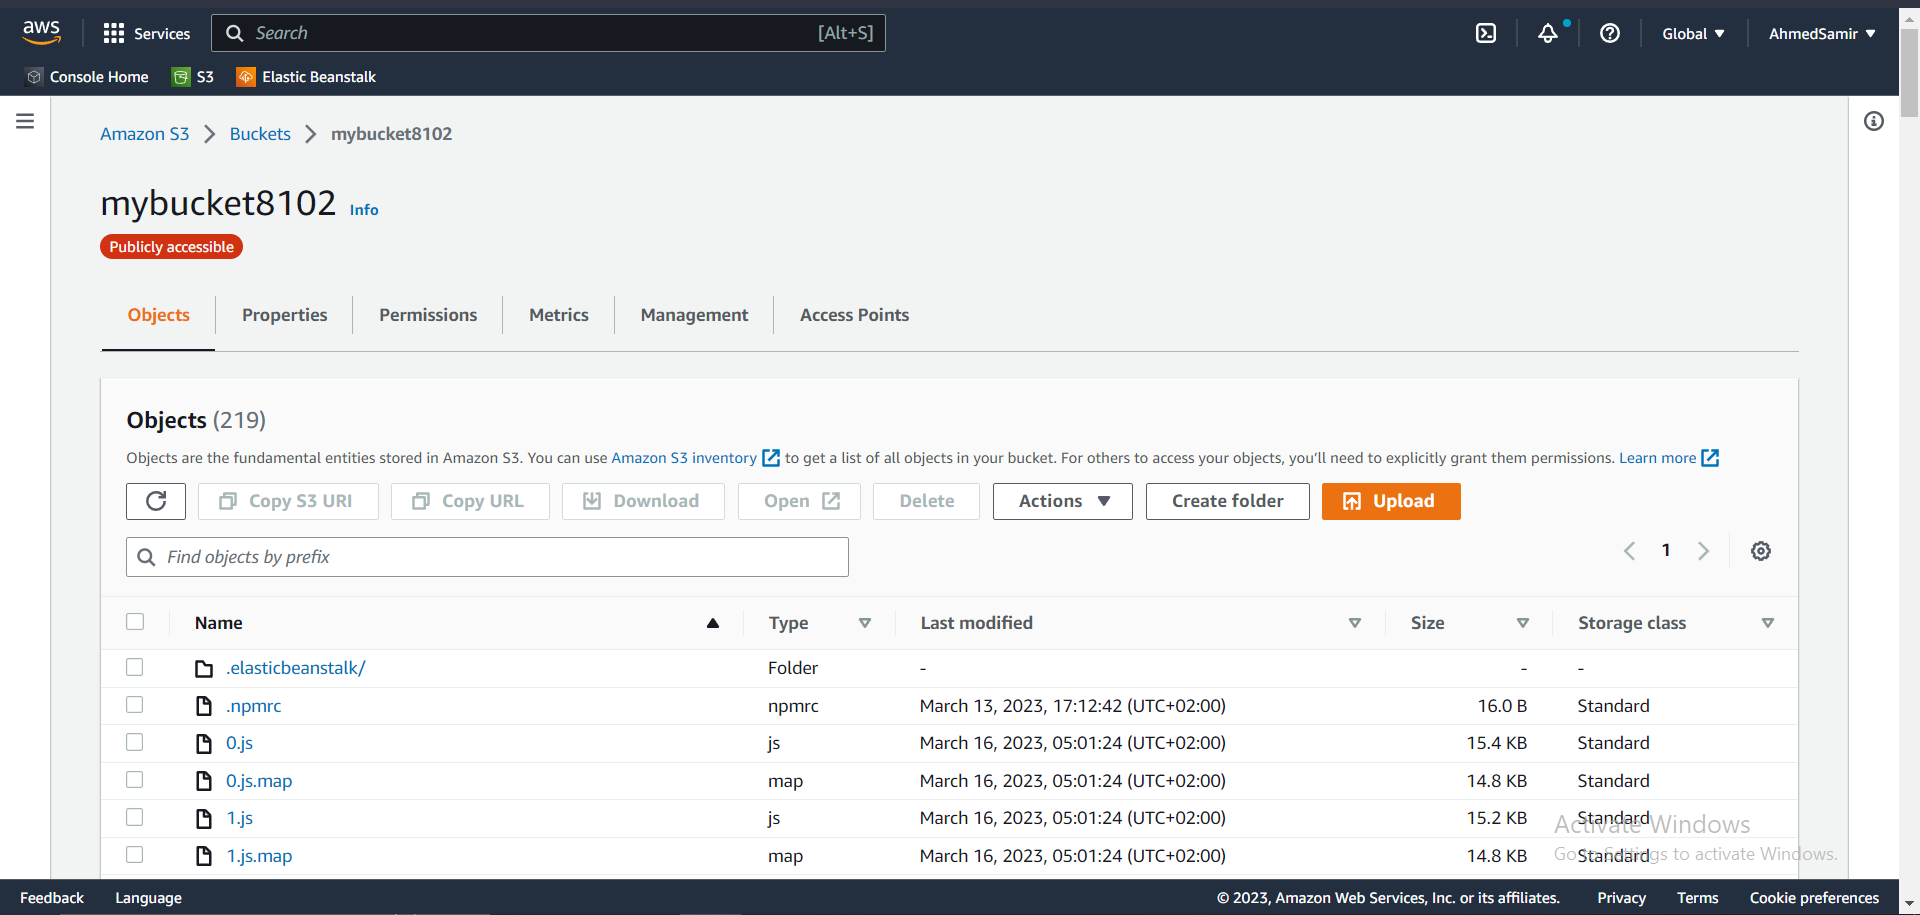 aws Services Search [Alt+S] Global ▼ AhmedSamir ▼
Console Home S3 Elastic Beanstalk
Amazon S3 > Buckets > mybucket8102
mybucket8102 Info
Publicly accessible
Objects Properties Permissions Metrics Management Access Points
Objects (219)
Objects are the fundamental entities stored in Amazon S3. You can use Amazon S3 inventory to get a list of all objects in your bucket. For others to access your objects, you'll need to explicitly grant them permissions. Learn more
Copy S3 URI Copy URL Download Open Delete Actions ▼ Create folder Upload
Find objects by prefix < 1 >
Name Type Last modified Size Storage class
.elasticbeanstalk/ Folder - - -
.npmrc npmrc March 13, 2023, 17:12:42 (UTC+02:00) 16.0 B Standard
0.js js March 16, 2023, 05:01:24 (UTC+02:00) 15.4 KB Standard
0.js.map map March 16, 2023, 05:01:24 (UTC+02:00) 14.8 KB Standard
1.js js March 16, 2023, 05:01:24 (UTC+02:00) 15.2 KB Standard
Activate Windows
1.js.map map March 16, 2023, 05:01:24 (UTC+02:00) 14.8 KB Standard
Go to Settings to activate Windows.
Feedback Language © 2023, Amazon Web Services, Inc. or its affiliates. Privacy Terms Cookie preferences